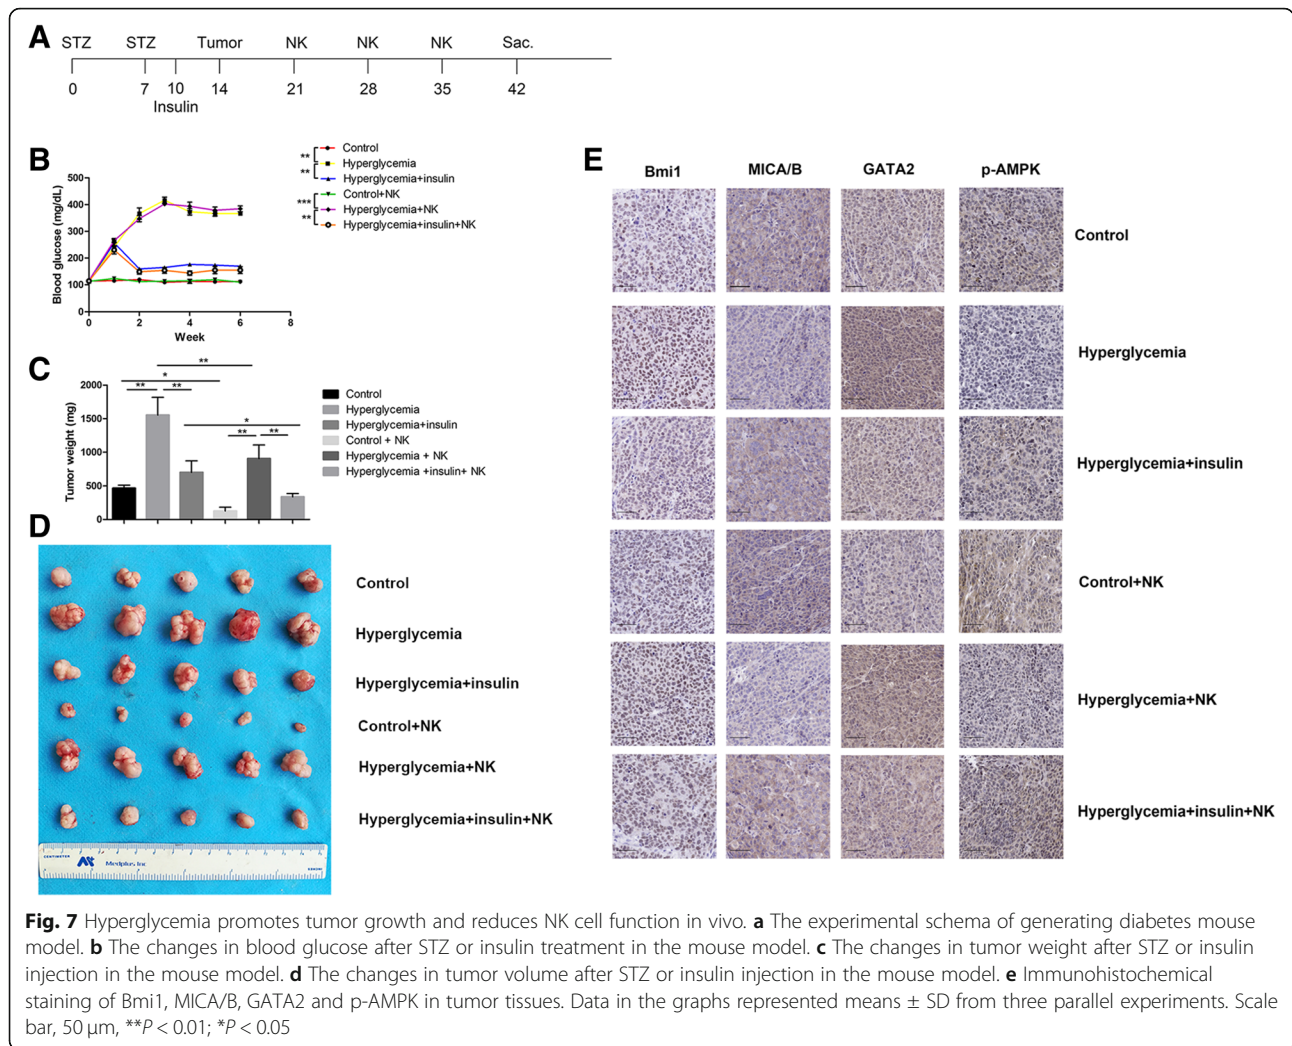 A
STZ STZ Tumor NK NK NK Sac.
0 7 10 14 21 28 35 42
Insulin
B
Blood glucose (mg/dL)
500
400
300
200
100
0
0 2 4 6 8
Week
** Control
Hyperglycemia
** Hyperglycemia+insulin
Control+NK
*** Hyperglycemia+NK
** Hyperglycemia+insulin+NK
C
Tumor weight (mg)
2000
1500
1000
500
0
**
*
** **
*
** **
Control
Hyperglycemia
Hyperglycemia+insulin
Control + NK
Hyperglycemia + NK
Hyperglycemia +insulin+ NK
D
Control
Hyperglycemia
Hyperglycemia+insulin
Control+NK
Hyperglycemia+NK
Hyperglycemia+insulin+NK
CENTIMETER
Medplus Inc
E
Bmi1 MICA/B GATA2 p-AMPK
Control
Hyperglycemia
Hyperglycemia+insulin
Control+NK
Hyperglycemia+NK
Hyperglycemia+insulin+NK
Fig. 7 Hyperglycemia promotes tumor growth and reduces NK cell function in vivo. a The experimental schema of generating diabetes mouse
model. b The changes in blood glucose after STZ or insulin treatment in the mouse model. c The changes in tumor weight after STZ or insulin
injection in the mouse model. d The changes in tumor volume after STZ or insulin injection in the mouse model. e Immunohistochemical
staining of Bmi1, MICA/B, GATA2 and p-AMPK in tumor tissues. Data in the graphs represented means ± SD from three parallel experiments. Scale
bar, 50 μm, **P < 0.01; *P < 0.05